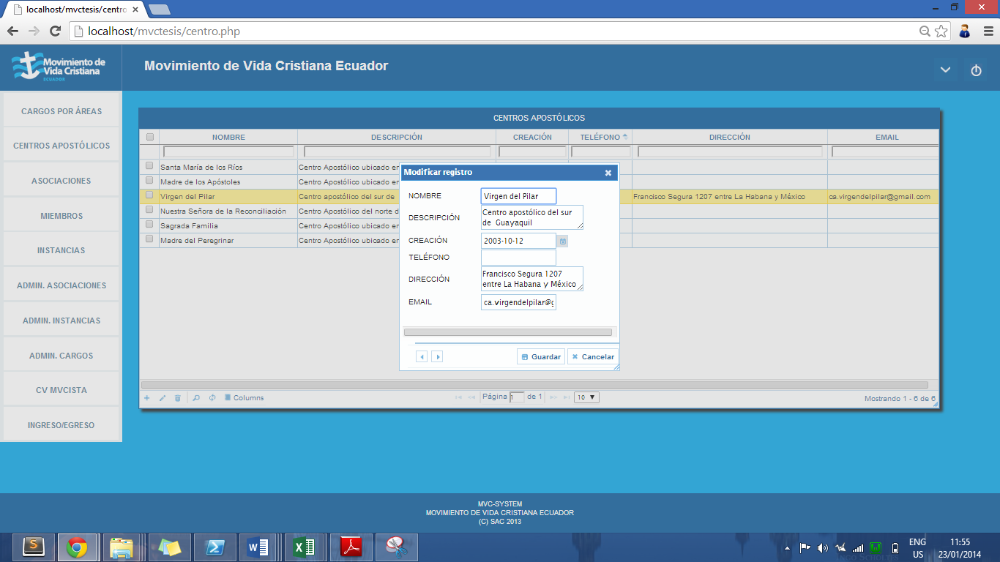 localhost/mvctesis/centro
localhost/mvctesis/centro.php
Movimiento de
Vida Cristiana
ECUADOR
Movimiento de Vida Cristiana Ecuador
CARGOS POR ÁREAS
CENTROS APOSTÓLICOS
ASOCIACIONES
MIEMBROS
INSTANCIAS
ADMIN. ASOCIACIONES
ADMIN. INSTANCIAS
ADMIN. CARGOS
CV MVCISTA
INGRESO/EGRESO
CENTROS APOSTÓLICOS
NOMBRE DESCRIPCIÓN CREACIÓN TELÉFONO DIRECCIÓN EMAIL
Santa María de los Ríos Centro Apostólico ubicado en
Madre de los Apóstoles Centro Apostólico ubicado en
Virgen del Pilar Centro apostólico del sur de Francisco Segura 1207 entre La Habana y México ca.virgendelpilar@gmail.com
Nuestra Señora de la Reconciliación Centro Apostólico del norte d
Sagrada Familia Centro Apostólico ubicado en
Madre del Peregrinar Centro Apostólico ubicado en
Modificar registro
NOMBRE Virgen del Pilar
DESCRIPCIÓN Centro apostólico del sur
de Guayaquil
CREACIÓN 2003-10-12
TELÉFONO
DIRECCIÓN Francisco Segura 1207
entre La Habana y México
EMAIL ca.virgendelpilar@g
Guardar Cancelar
Columns Página 1 de 1 10 Mostrando 1 - 6 de 6
MVC-SYSTEM
MOVIMIENTO DE VIDA CRISTIANA ECUADOR
(C) SAC 2013
ENG 11:55
US 23/01/2014